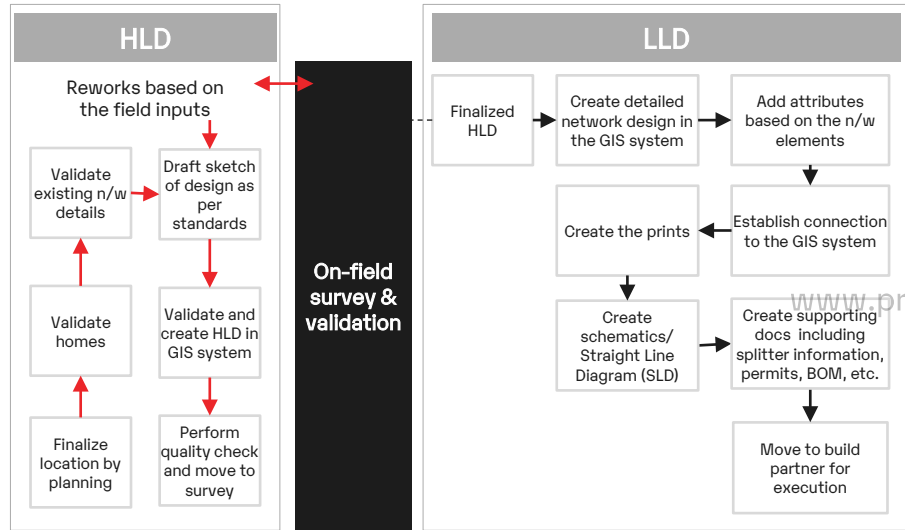 HLD
Reworks based on
the field inputs
Validate
existing n/w
details
Draft sketch
of design as
per
standards
Validate
homes
Validate and
create HLD in
GIS system
Finalize
location by
planning
Perform
quality check
and move to
survey
On-field
survey &
validation
LLD
Finalized
HLD
Create detailed
network design in
the GIS system
Add attributes
based on the n/w
elements
Create the prints
Establish connection
to the GIS system
Create
schematics/
Straight Line
Diagram (SLD)
Create supporting
docs including
splitter information,
permits, BOM, etc.
Move to build
partner for
execution